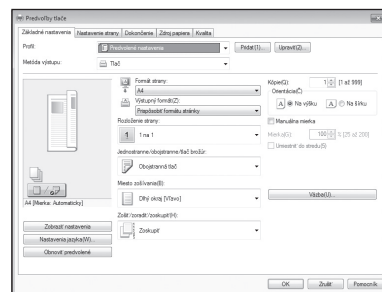 Predvoľby tlače
Základné nastavenia
Nastavenie strany
Dokončenie
Zdroj papiera
Kvalita
Profil:
Predvolené nastavenia
Pridať(1)...
Upraviť(2)...
Metóda výstupu:
Tlač
Formát strany:
A4
Kópie(Q):
1
[1 až 999]
Výstupný formát(Z):
Prispôsobiť formátu stránky
Orientácia(C)
A
Na výšku
A
Na šírku
Rozloženie strany:
1
1 na 1
Manuálna mierka
Mierka(G):
100
% [25 až 200]
Umiestniť do stredu(5)
Jednostranne/obojstranne/tlač brožúr:
Obojstranná tlač
Miesto zošívania(B):
Dlhý okraj [Vľavo]
Väzba(U)...
A4 [Mierka: Automaticky]
Zošiť/zoradiť/zoskupiť(H):
Zoskupiť
Zobraziť nastavenia
Nastavenia jazyka(W)...
Obnoviť predvolené
OK
Zrušiť
Pomocník